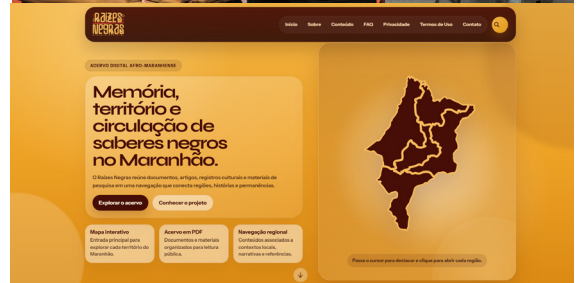 RAÍZES
NEGRAS
Início Sobre Conteúdo FAQ Privacidade Termos de Uso Contato
ACERVO DIGITAL AFRO-MARANHENSE
Memória,
território e
circulação de
saberes negros
no Maranhão.
O Raízes Negras reúne documentos, artigos, registros culturais e materiais de
pesquisa em uma navegação que conecta regiões, histórias e permanências.
Explorar o acervo Conhecer o projeto
Mapa interativo
Entrada principal para
explorar cada território do
Maranhão.
Acervo em PDF
Documentos e materiais
organizados para leitura
pública.
Navegação regional
Conteúdos associados a
contextos locais,
narrativas e referências.
Passe o cursor para destacar e clique para abrir cada região.